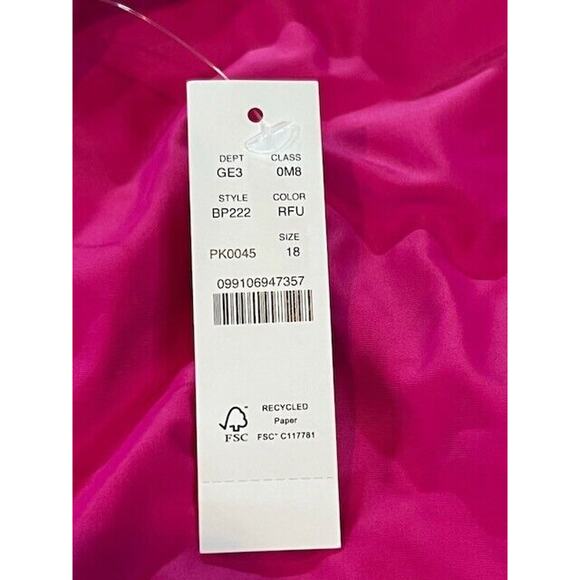 DEPT CLASS
GE3 0M8
STYLE COLOR
BP222 RFU
SIZE
PK0045 18
099106947357
RECYCLED
Paper
FSC FSC™ C117781